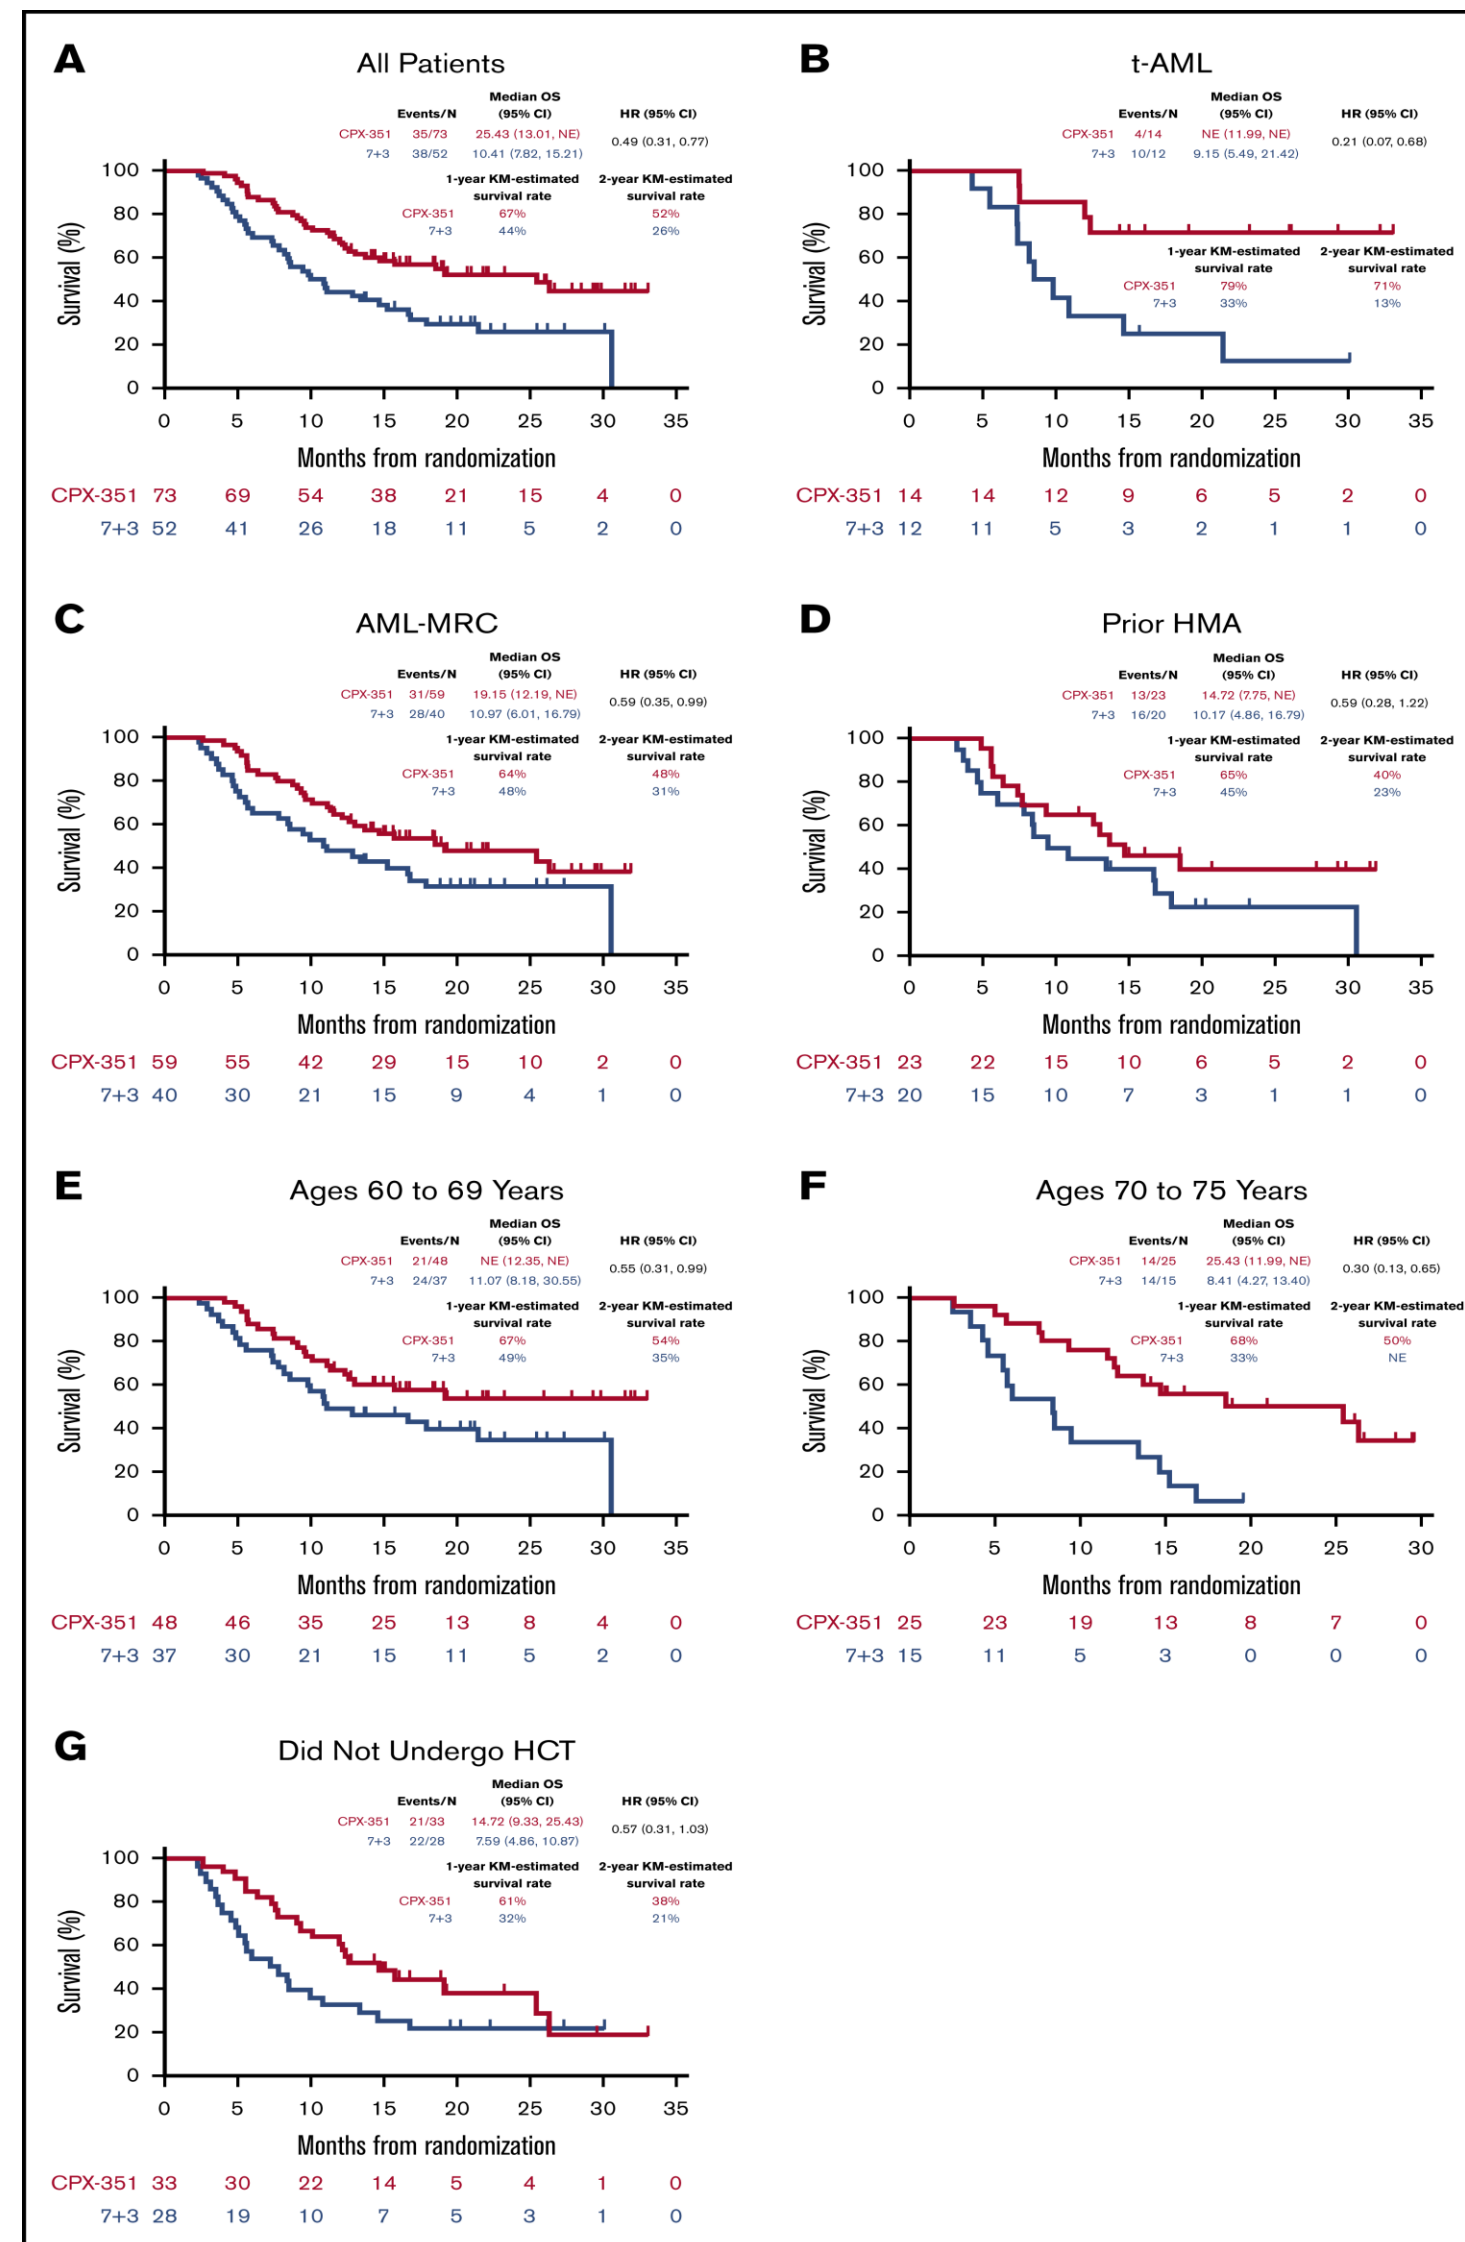 A
All Patients
Median OS
Events/N (95% CI) HR (95% CI)
CPX-351 35/73 25.43 (13.01, NE)
0.49 (0.31, 0.77)
7+3 38/52 10.41 (7.82, 15.21)
1-year KM-estimated 2-year KM-estimated
survival rate survival rate
CPX-351 67% 52%
7+3 44% 26%
100
80
60
40
20
0
Survival (%)
0 5 10 15 20 25 30 35
Months from randomization
CPX-351 73 69 54 38 21 15 4 0
7+3 52 41 26 18 11 5 2 0
B
t-AML
Median OS
Events/N (95% CI) HR (95% CI)
CPX-351 4/14 NE (11.99, NE)
0.21 (0.07, 0.68)
7+3 10/12 9.15 (5.49, 21.42)
1-year KM-estimated 2-year KM-estimated
survival rate survival rate
CPX-351 79% 71%
7+3 33% 13%
100
80
60
40
20
0
Survival (%)
0 5 10 15 20 25 30 35
Months from randomization
CPX-351 14 14 12 9 6 5 2 0
7+3 12 11 5 3 2 1 1 0
C
AML-MRC
Median OS
Events/N (95% CI) HR (95% CI)
CPX-351 31/59 19.15 (12.19, NE)
0.59 (0.35, 0.99)
7+3 28/40 10.97 (6.01, 16.79)
1-year KM-estimated 2-year KM-estimated
survival rate survival rate
CPX-351 64% 48%
7+3 48% 31%
100
80
60
40
20
0
Survival (%)
0 5 10 15 20 25 30 35
Months from randomization
CPX-351 59 55 42 29 15 10 2 0
7+3 40 30 21 15 9 4 1 0
D
Prior HMA
Median OS
Events/N (95% CI) HR (95% CI)
CPX-351 13/23 14.72 (7.75, NE)
0.59 (0.28, 1.22)
7+3 16/20 10.17 (4.86, 16.79)
1-year KM-estimated 2-year KM-estimated
survival rate survival rate
CPX-351 65% 40%
7+3 45% 23%
100
80
60
40
20
0
Survival (%)
0 5 10 15 20 25 30 35
Months from randomization
CPX-351 23 22 15 10 6 5 2 0
7+3 20 15 10 7 3 1 1 0
E
Ages 60 to 69 Years
Median OS
Events/N (95% CI) HR (95% CI)
CPX-351 21/48 NE (12.35, NE)
0.55 (0.31, 0.99)
7+3 24/37 11.07 (8.18, 30.55)
1-year KM-estimated 2-year KM-estimated
survival rate survival rate
CPX-351 67% 54%
7+3 49% 35%
100
80
60
40
20
0
Survival (%)
0 5 10 15 20 25 30 35
Months from randomization
CPX-351 48 46 35 25 13 8 4 0
7+3 37 30 21 15 11 5 2 0
F
Ages 70 to 75 Years
Median OS
Events/N (95% CI) HR (95% CI)
CPX-351 14/25 25.43 (11.99, NE)
0.30 (0.13, 0.65)
7+3 14/15 8.41 (4.27, 13.40)
1-year KM-estimated 2-year KM-estimated
survival rate survival rate
CPX-351 68% 50%
7+3 33% NE
100
80
60
40
20
0
Survival (%)
0 5 10 15 20 25 30
Months from randomization
CPX-351 25 23 19 13 8 7 0
7+3 15 11 5 3 0 0 0
G
Did Not Undergo HCT
Median OS
Events/N (95% CI) HR (95% CI)
CPX-351 21/33 14.72 (9.33, 25.43)
0.57 (0.31, 1.03)
7+3 22/28 7.59 (4.86, 10.87)
1-year KM-estimated 2-year KM-estimated
survival rate survival rate
CPX-351 61% 38%
7+3 32% 21%
100
80
60
40
20
0
Survival (%)
0 5 10 15 20 25 30 35
Months from randomization
CPX-351 33 30 22 14 5 4 1 0
7+3 28 19 10 7 5 3 1 0